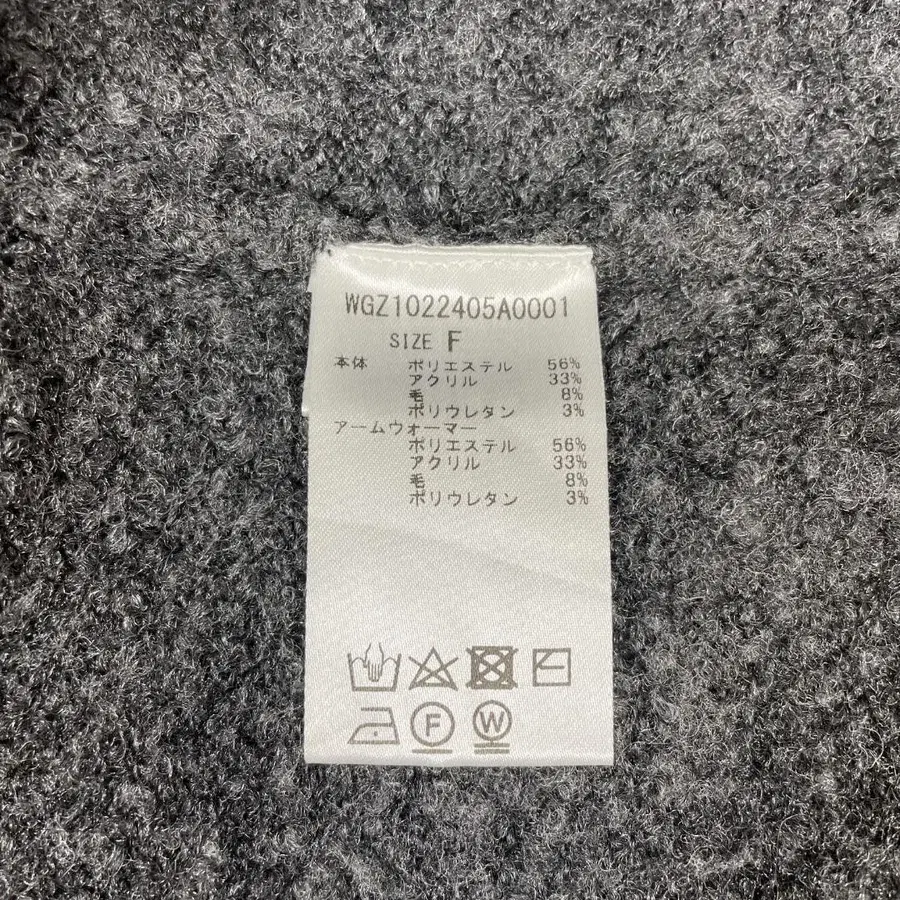 WGZ1022405A0001
SIZE F
本体 ポリエステル 56%
アクリル 33%
毛 8%
ポリウレタン 3%
アームウォーマー
ポリエステル 56%
アクリル 33%
毛 8%
ポリウレタン 3%
F W